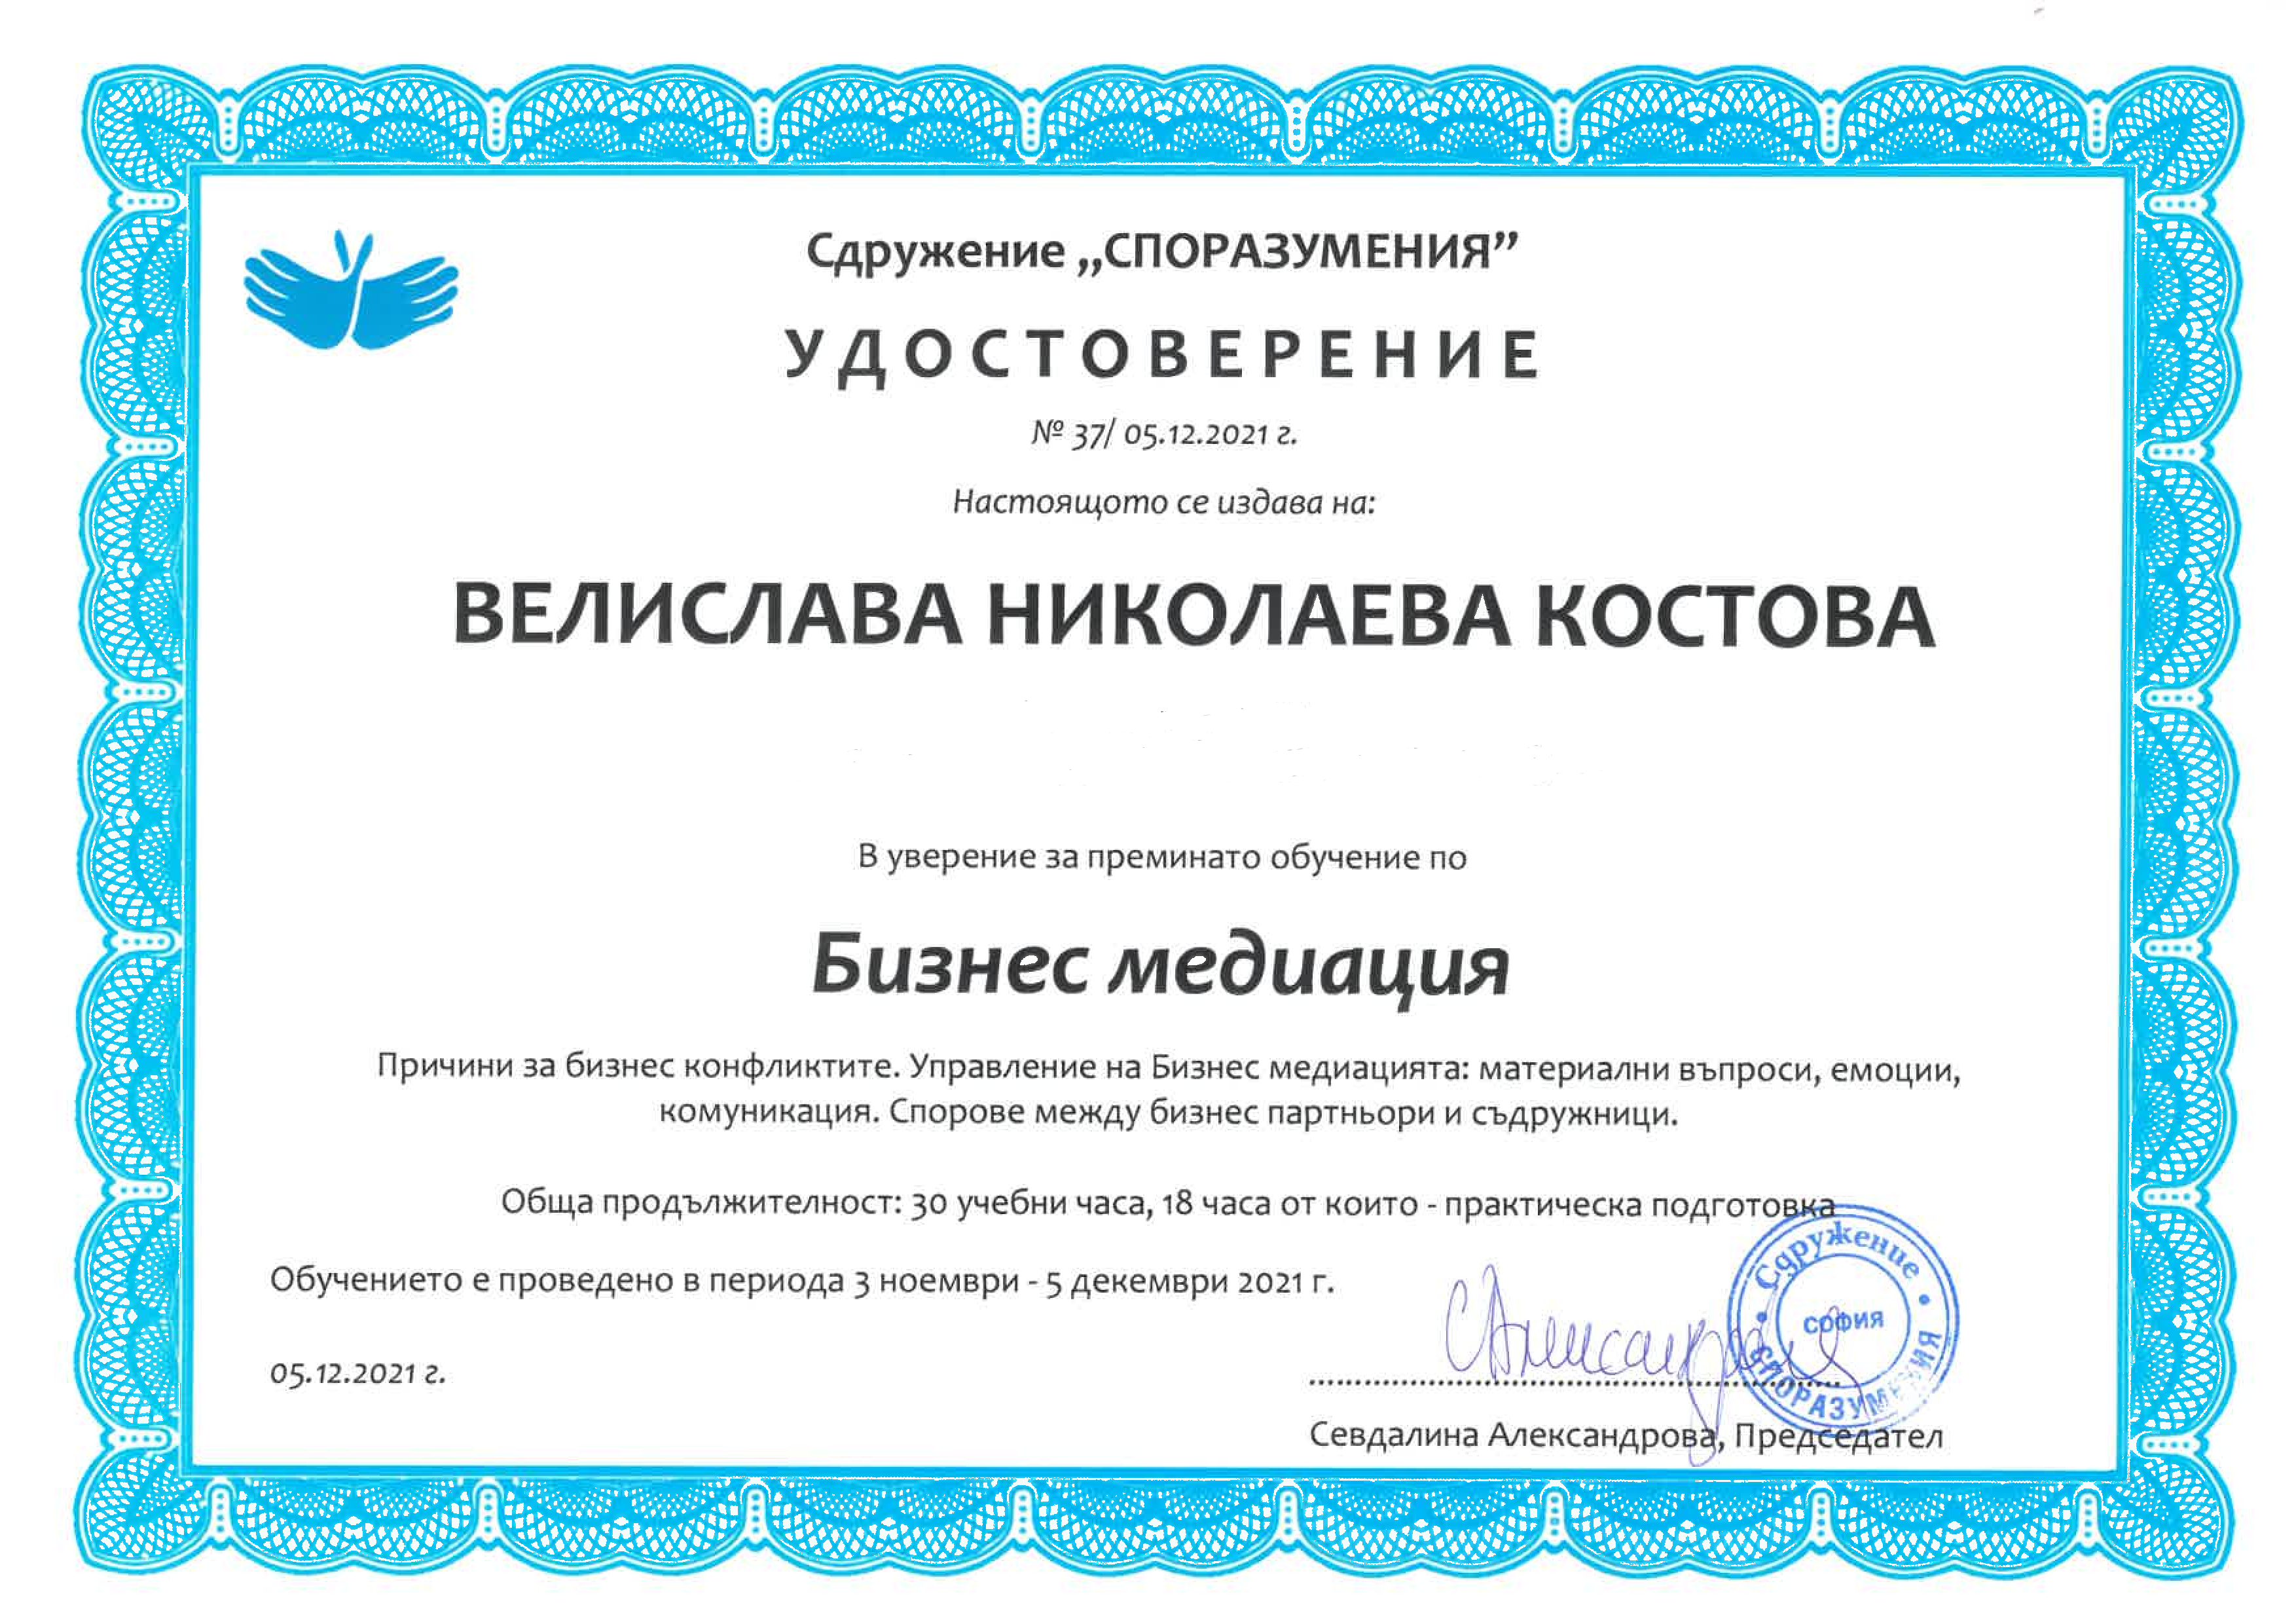 Сдружение „СПОРАЗУМЕНИЯ”
УДОСТОВЕРЕНИЕ
№ 37/ 05.12.2021 г.
Настоящото се издава на:
ВЕЛИСЛАВА НИКОЛАЕВА КОСТОВА
В уверение за преминато обучение по
Бизнес медиация
Причини за бизнес конфликтите. Управление на Бизнес медиацията: материални въпроси, емоции,
комуникация. Спорове между бизнес партньори и съдружници.
Обща продължителност: 30 учебни часа, 18 часа от които - практическа подготовка
Обучението е проведено в периода 3 ноември - 5 декември 2021 г.
Сдружение
СОФИЯ
СПОРАЗУМЕНИЯ
05.12.2021 г.
Севдалина Александрова, Председател